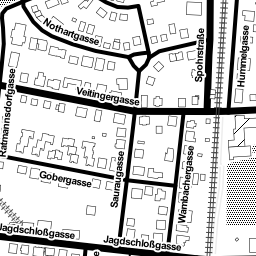 Nothartgasse
Spohrstraße
Hummelgasse
Ratmannsdorfgasse
Veitingergasse
Gobergasse
Sauraugasse
Wambachergasse
Jagdschloßgasse
Jagdschloßgasse